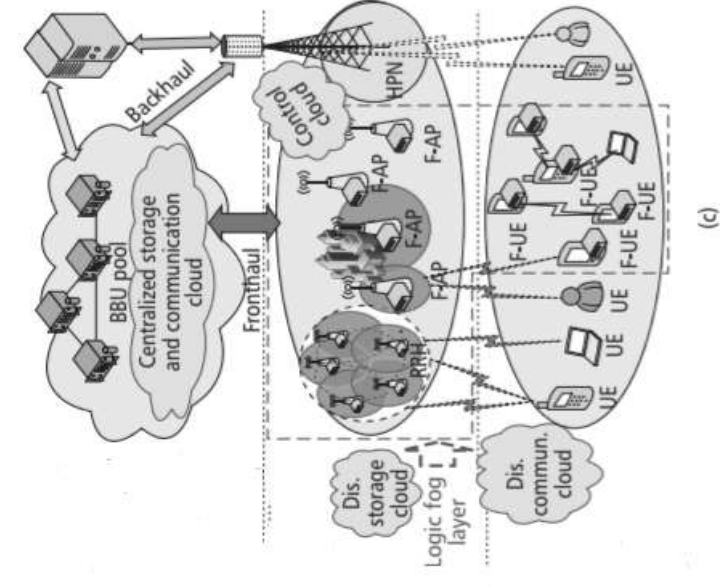 Backhaul
BBU pool
Centralized storage
and communication
cloud
Fronthaul
Control
cloud
HPN
F-AP
F-AP
F-AP
F-AP
RRH
Dis.
storage
cloud
Logic fog
layer
Dis.
commun.
cloud
UE
UE
UE
F-UE
F-UE
F-UE
F-UE
UE
(c)